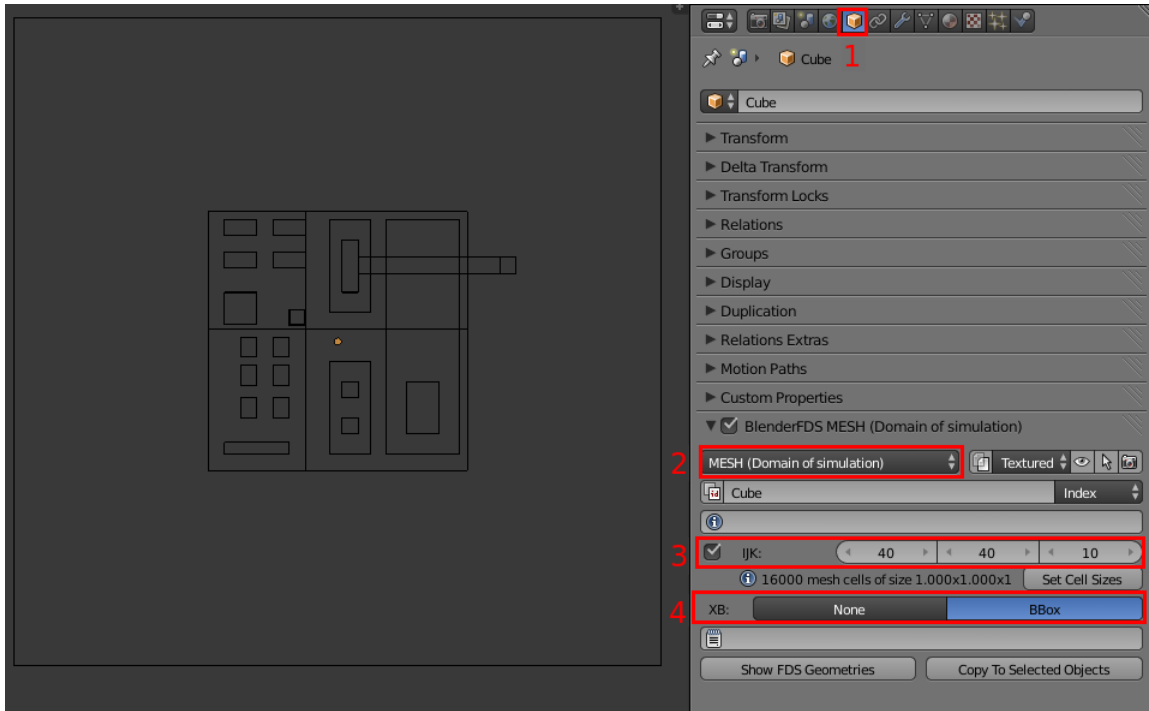 Cube
1
Cube
Transform
Delta Transform
Transform Locks
Relations
Groups
Display
Duplication
Relations Extras
Motion Paths
Custom Properties
BlenderFDS MESH (Domain of simulation)
2 MESH (Domain of simulation) Textured
Cube Index
3 IJK: 40 40 10
16000 mesh cells of size 1.000x1.000x1 Set Cell Sizes
4 XB: None BBox
Show FDS Geometries Copy To Selected Objects